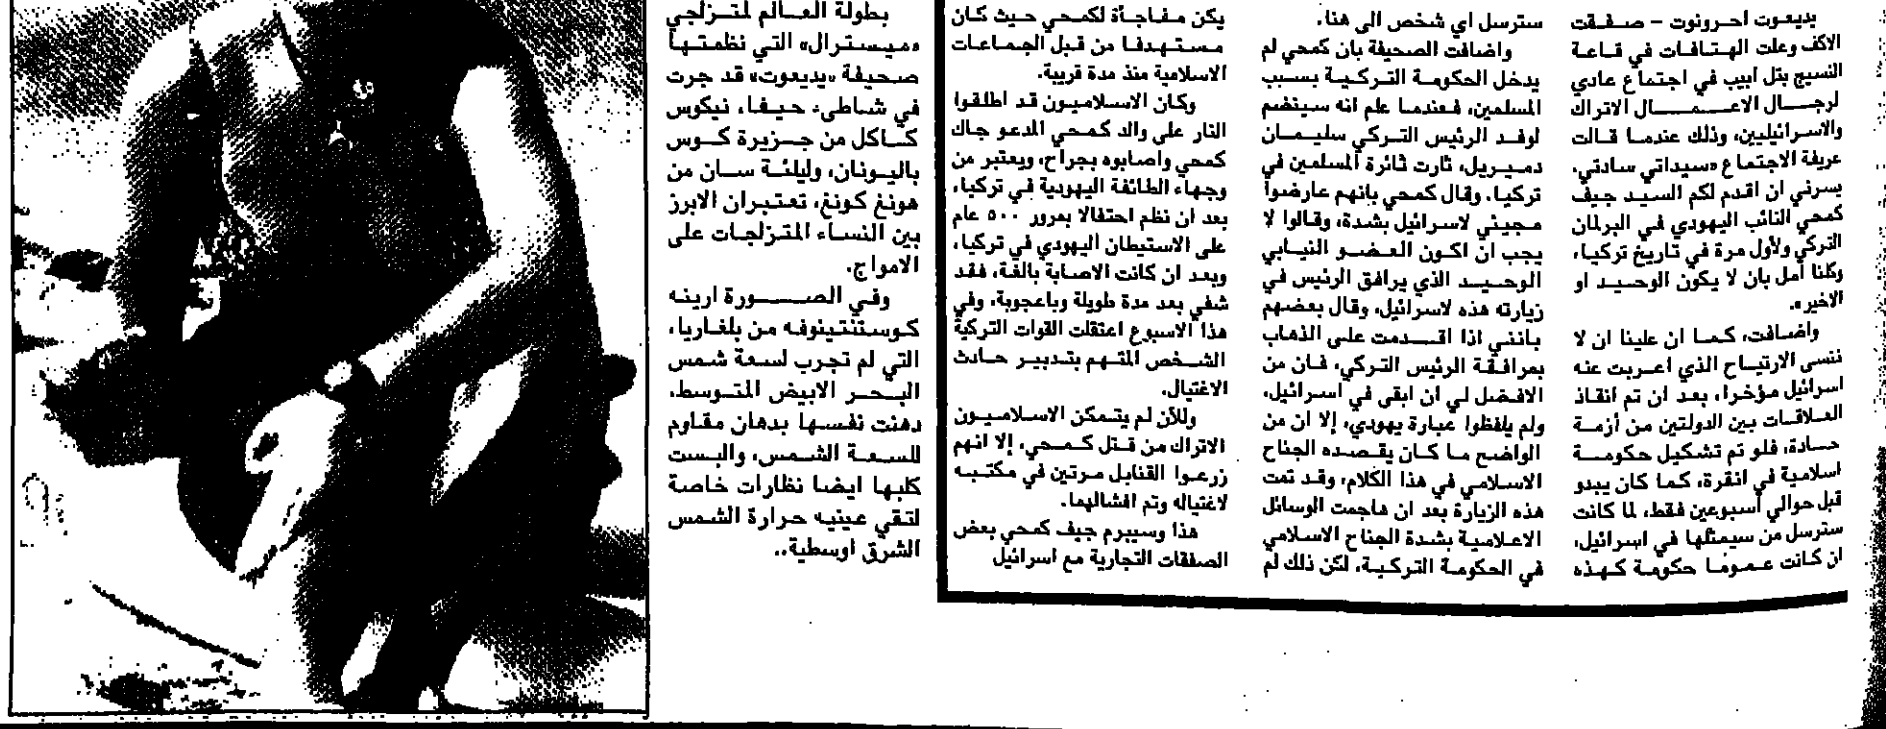 يديعوت احرونوت - صفقت
الاكف وعلت الهتافات في قاعة
النسيج بتل ابيب في اجتماع عادي
لرجال الاعمال الاتراك
والاسرائيليين، وذلك عندما قالت
عريفة الاجتماع «سيداتي سادتي،
يسرني ان اقدم لكم السيد جيف
كمحي النائب اليهودي في البرلمان
التركي ولأول مرة في تاريخ تركيا،
وكلنا أمل بان لا يكون الوحيد او
الاخير».
واضافت، كما ان علينا ان لا
ننسى الارتياح الذي اعربت عنه
اسرائيل مؤخرا، بعد ان تم انقاذ
العلاقات بين الدولتين من أزمة
حادة، فلو تم تشكيل حكومة
اسلامية في انقرة، كما كان يبدو
قبل حوالي أسبوعين فقط، لما كانت
سترسل من سيمثلها في اسرائيل،
ان كانت عموما حكومة كهذه
سترسل اي شخص الى هنا.
واضافت الصحيفة بان كمحي لم
يدخل الحكومة التركية بسبب
المسلمين، فعندما علم انه سينضم
لوفد الرئيس التركي سليمان
دميريل، ثارت ثائرة المسلمين في
تركيا، وقال كمحي بانهم عارضوا
مجيئي لاسرائيل بشدة، وقالوا لا
يجب ان اكون العضو النيابي
الوحيد الذي يرافق الرئيس في
زيارته هذه لاسرائيل، وقال بعضهم
بانني اذا اقدمت على الذهاب
بمرافقة الرئيس التركي، فان من
الافضل لي ان ابقى في اسرائيل،
ولم يلفظوا عبارة يهودي، إلا ان من
الواضح ما كان يقصده الجناح
الاسلامي في هذا الكلام، وقد تمت
هذه الزيارة بعد ان هاجمت الوسائل
الاعلامية بشدة الجناح الاسلامي
في الحكومة التركية، لكن ذلك لم
يكن مفاجأة لكمحي حيث كان
مستهدفا من قبل الجماعات
الاسلامية منذ مدة قريبة.
وكان الاسلاميون قد اطلقوا
النار على والد كمحي المدعو جاك
كمحي واصابوه بجراح، ويعتبر من
وجهاء الطائفة اليهودية في تركيا،
بعد ان نظم احتفالا بمرور ٥٠٠ عام
على الاستيطان اليهودي في تركيا،
وبعد ان كانت الاصابة بالغة، فقد
شفي بعد مدة طويلة وباعجوبة، وفي
هذا الاسبوع اعتقلت القوات التركية
الشخص المتهم بتدبير حادث
الاغتيال.
وللآن لم يتمكن الاسلاميون
الاتراك من قتل كمحي، إلا انهم
زرعوا القنابل مرتين في مكتبه
لاغتياله وتم افشالهما.
هذا وسيبرم جيف كمحي بعض
الصفقات التجارية مع اسرائيل
بطولة العالم لمتزلجي
«ميسترال» التي نظمتها
صحيفة «يديعوت» قد جرت
في شاطىء حيفا، نيكوس
كاكل من جزيرة كوس
باليونان، وليلئة سان من
هونغ كونغ، تعتبران الابرز
بين النساء المتزلجات على
الامواج.
وفي الصورة ارينه
كوسنتينوفه من بلغاريا،
التي لم تجرب لسعة شمس
البحر الابيض المتوسط،
دهنت نفسها بدهان مقاوم
للسعة الشمس، والبست
كلبها ايضا نظارات خاصة
لتقي عينيه حرارة الشمس
الشرق اوسطية..